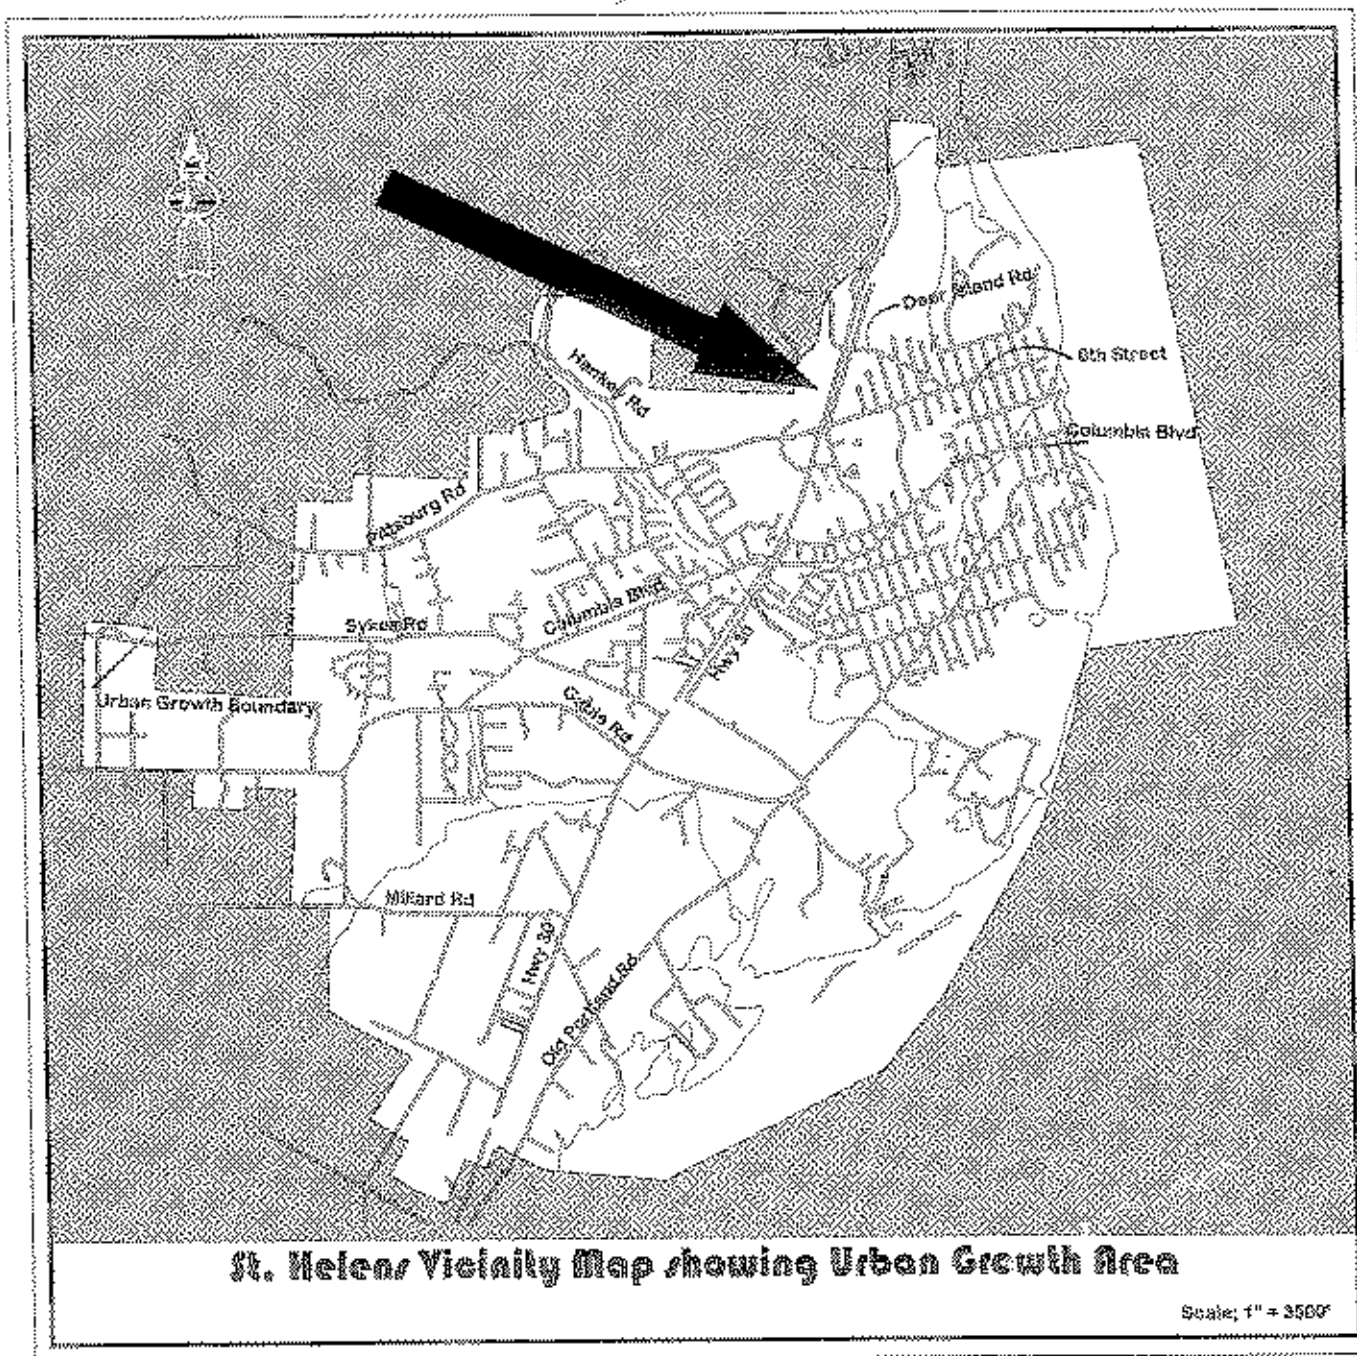 Deer Island Rd
6th Street
Hankey Rd
Columbia Blvd
Pittsburg Rd
Columbia Blvd
Sykes Rd
Hwy 30
Urban Growth Boundary
Gable Rd
Millard Rd
Hwy 30
Old Portland Rd
St. Helens Vicinity Map showing Urban Growth Area
Scale; 1" = 3500'